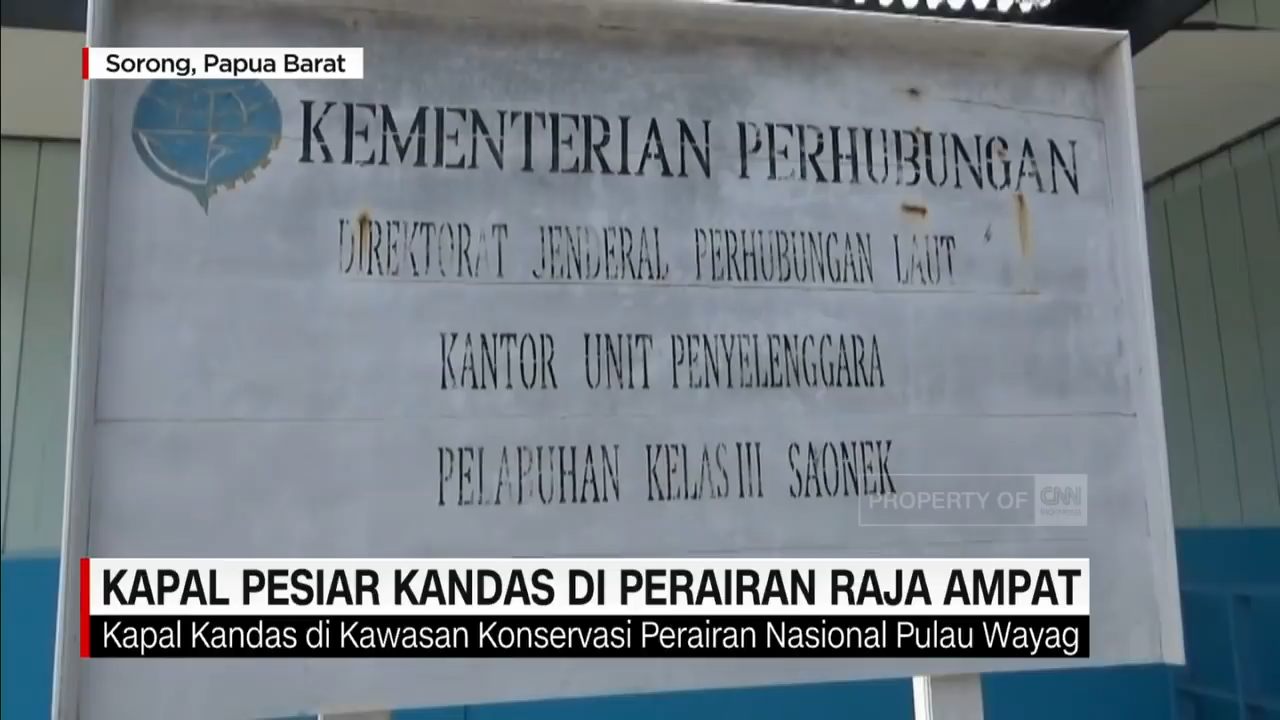 Sorong, Papua Barat
KEMENTERIAN PERHUBUNGAN
DIREKTORAT JENDERAL PERHUBUNGAN LAUT
KANTOR UNIT PENYELENGGARA
PELABUHAN KELAS III SAONEK
PROPERTY OF CNN
INDONESIA
KAPAL PESIAR KANDAS DI PERAIRAN RAJA AMPAT
Kapal Kandas di Kawasan Konservasi Perairan Nasional Pulau Wayag